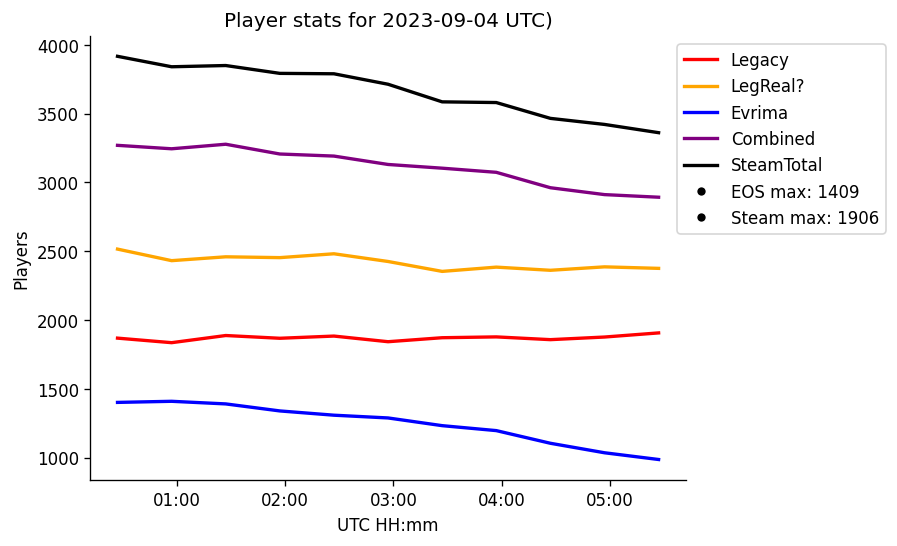 Player stats for 2023-09-04 UTC)
4000
3500
3000
2500
2000
1500
1000
Players
01:00 02:00 03:00 04:00 05:00
UTC HH:mm
Legacy
LegReal?
Evrima
Combined
SteamTotal
EOS max: 1409
Steam max: 1906